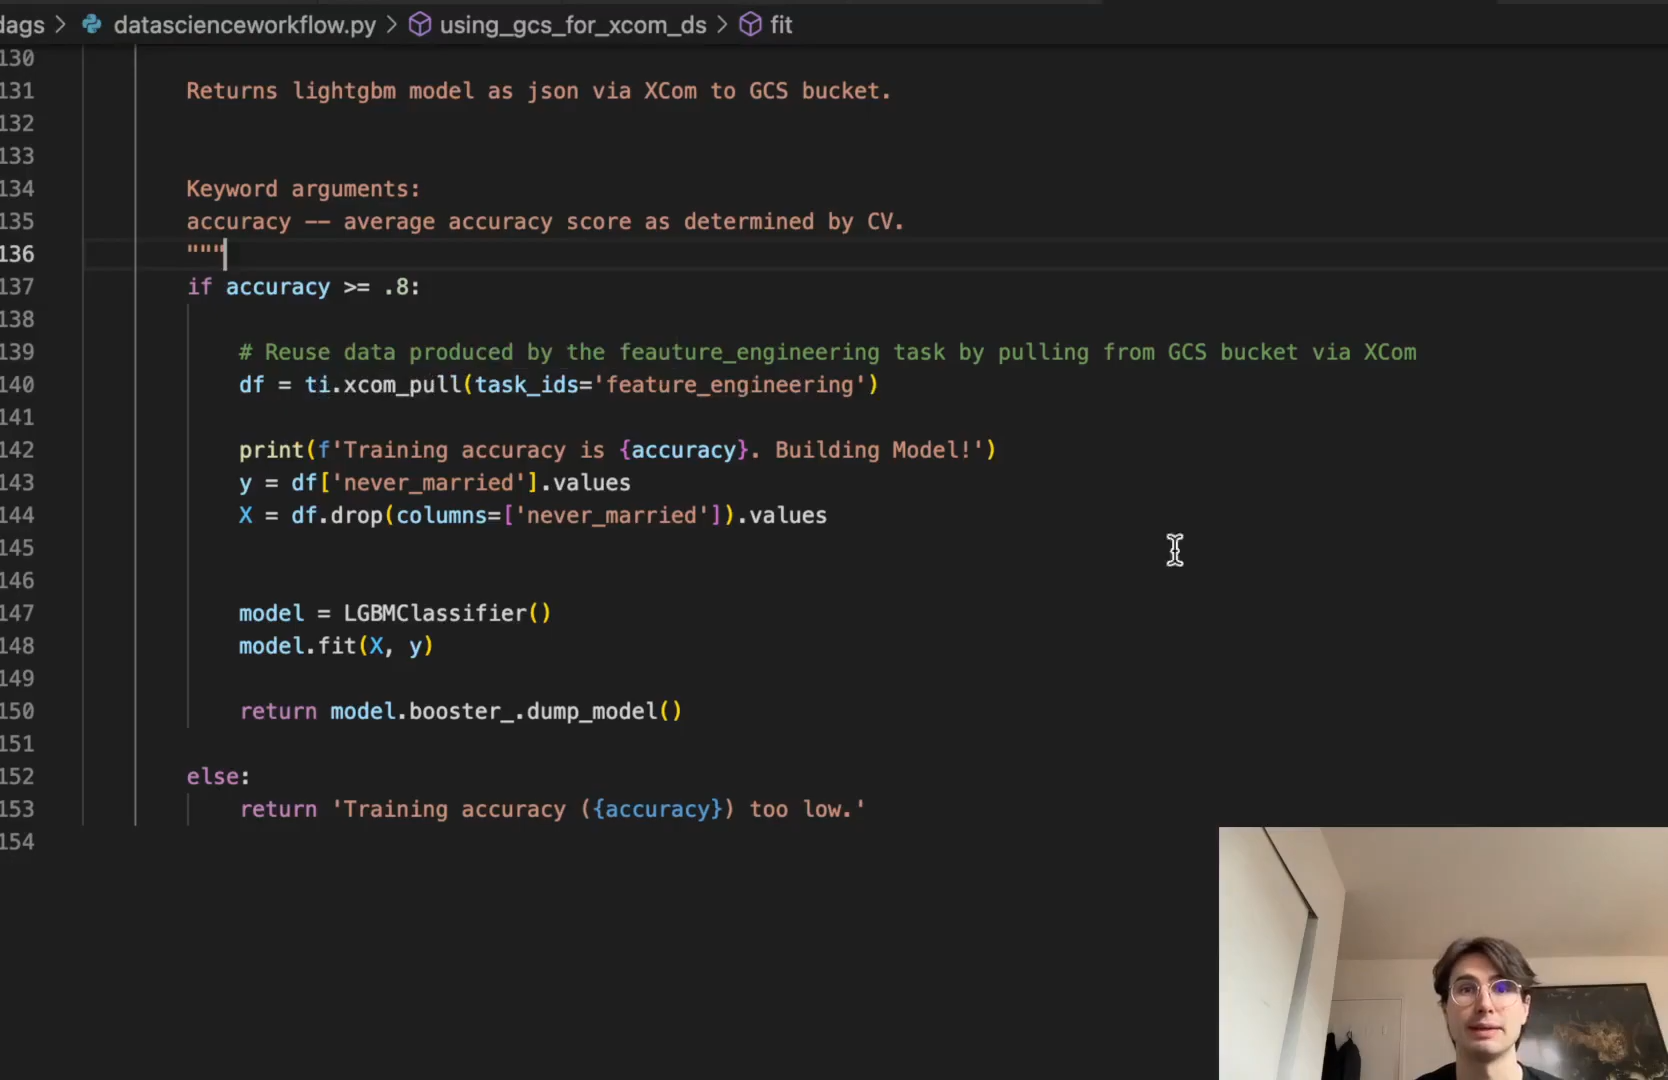 dags > datascienceworkflow.py > using_gcs_for_xcom_ds > fit
130
131 Returns lightgbm model as json via XCom to GCS bucket.
132
133
134 Keyword arguments:
135 accuracy -- average accuracy score as determined by CV.
136 """
137 if accuracy >= .8:
138
139 # Reuse data produced by the feauture_engineering task by pulling from GCS bucket via XCom
140 df = ti.xcom_pull(task_ids='feature_engineering')
141
142 print(f'Training accuracy is {accuracy}. Building Model!')
143 y = df['never_married'].values
144 X = df.drop(columns=['never_married']).values
145
146
147 model = LGBMClassifier()
148 model.fit(X, y)
149
150 return model.booster_.dump_model()
151
152 else:
153 return 'Training accuracy ({accuracy}) too low.'
154